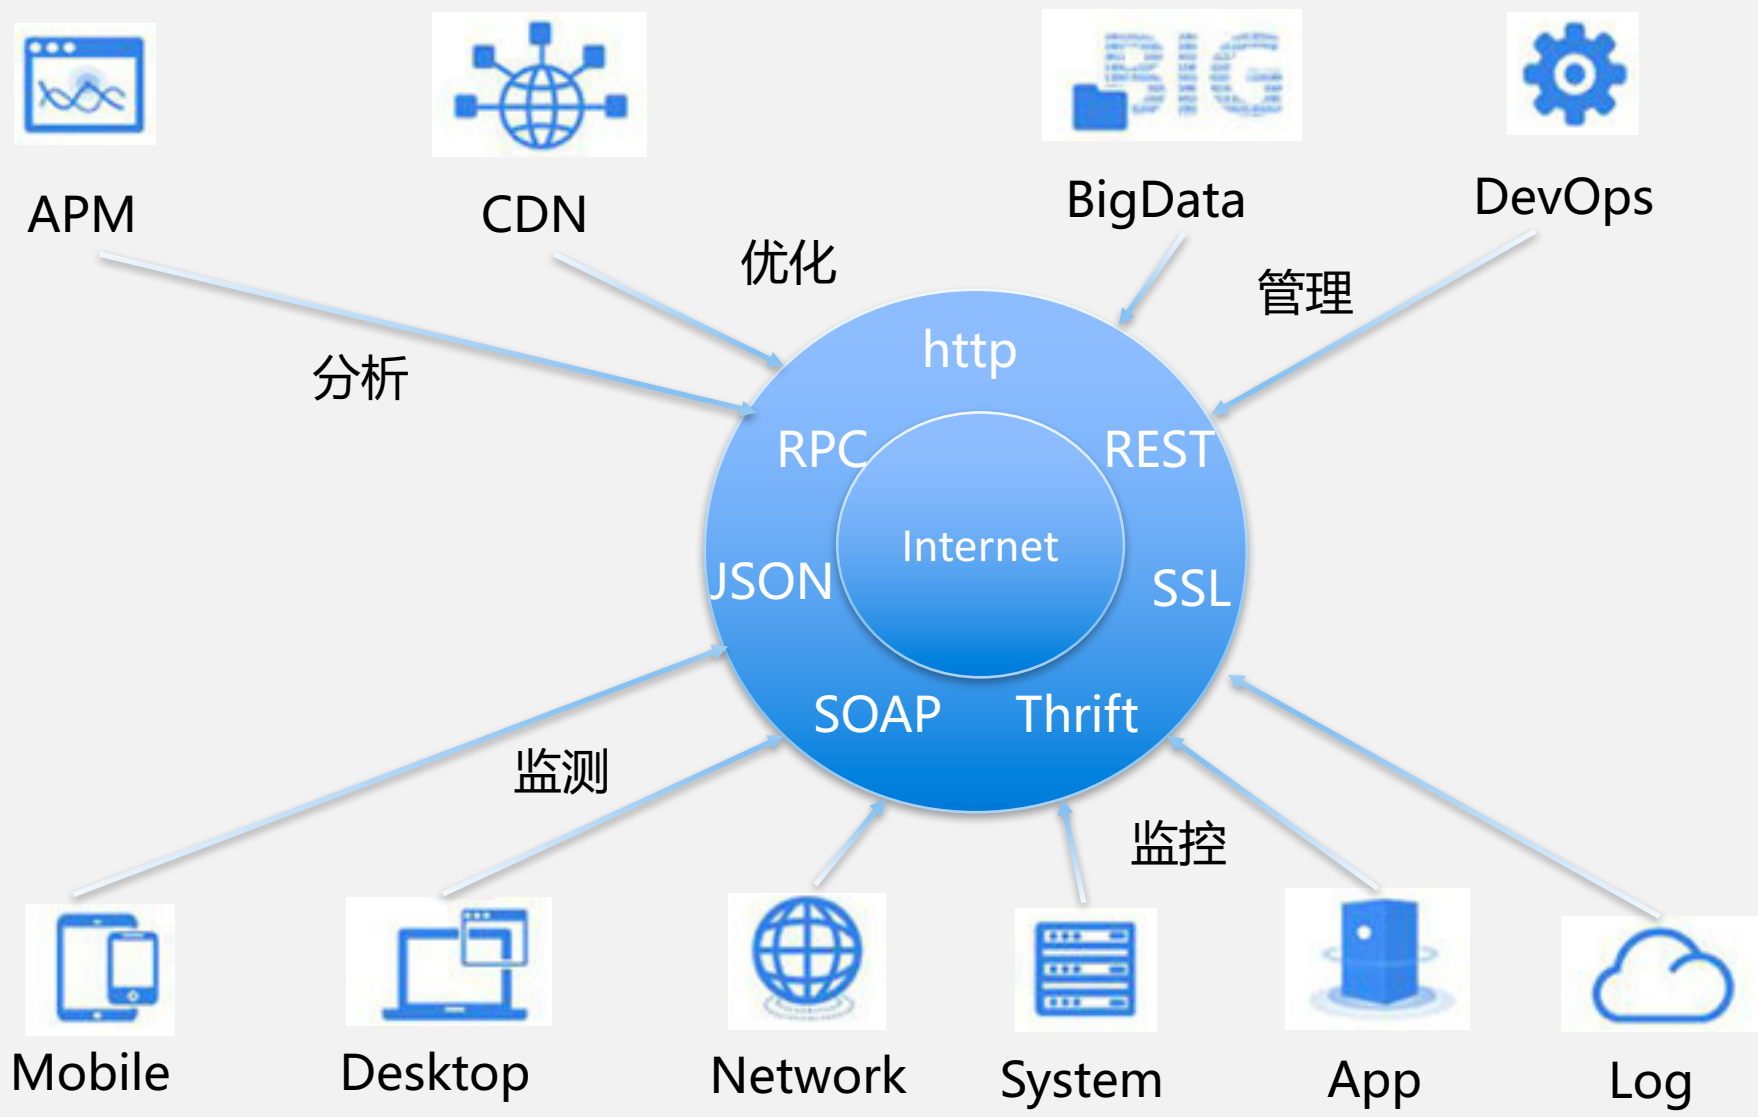 BIG
APM
CDN
BigData
DevOps
优化
管理
分析
http
RPC
REST
Internet
JSON
SSL
SOAP
Thrift
监测
监控
Mobile
Desktop
Network
System
App
Log